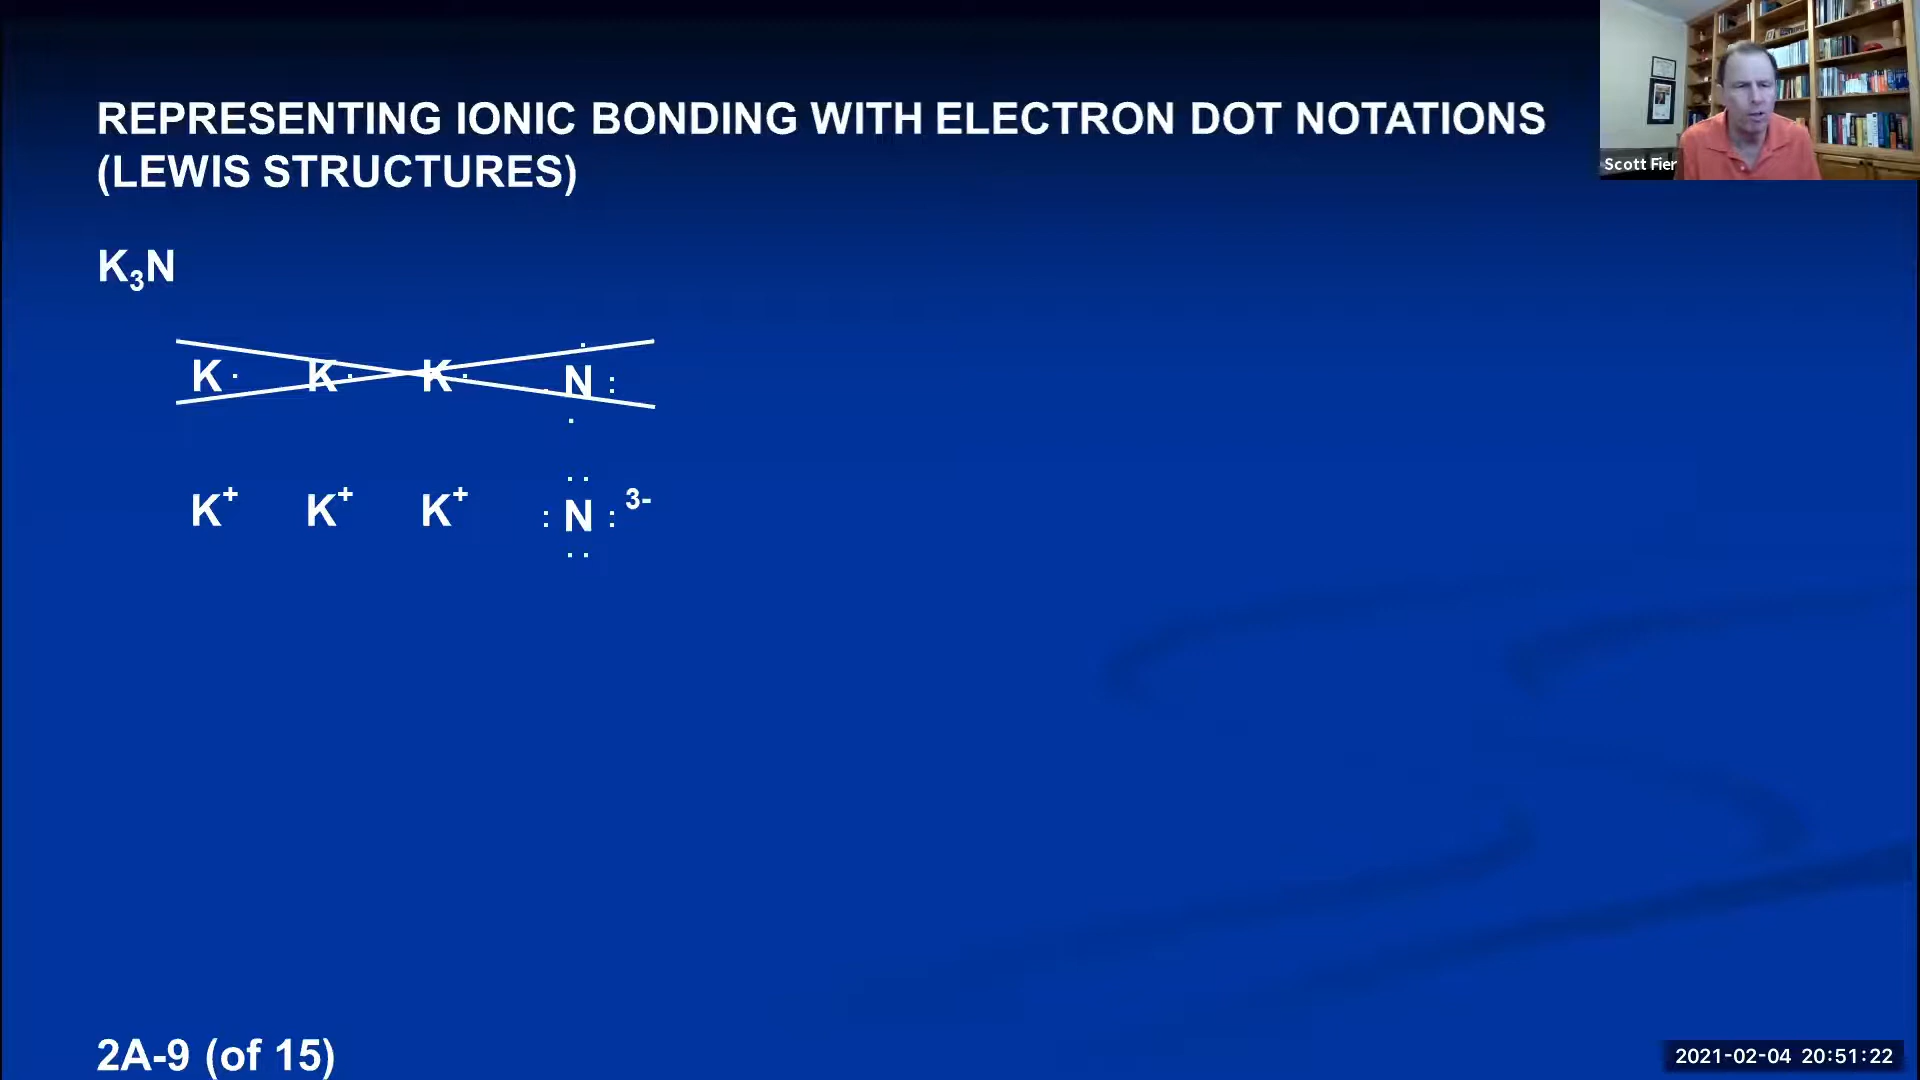 REPRESENTING IONIC BONDING WITH ELECTRON DOT NOTATIONS
(LEWIS STRUCTURES)
Scott Fier
K₃N
K · K · K · · N :
K⁺ K⁺ K⁺ : N : ³⁻
2A-9 (of 15)
2021-02-04 20:51:22